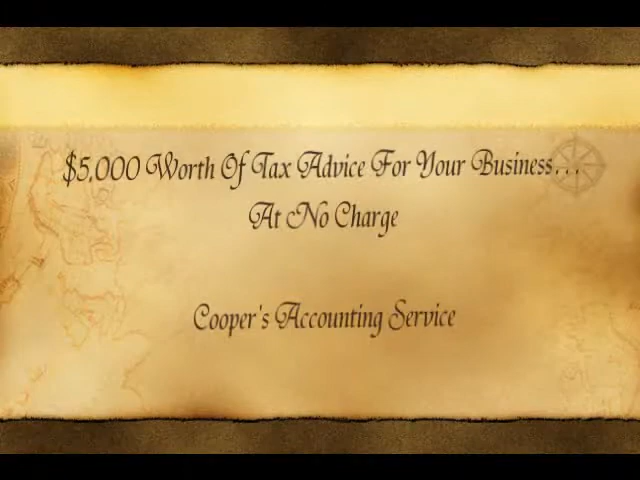 $5,000 Worth Of Tax Advice For Your Business...
At No Charge
Cooper's Accounting Service